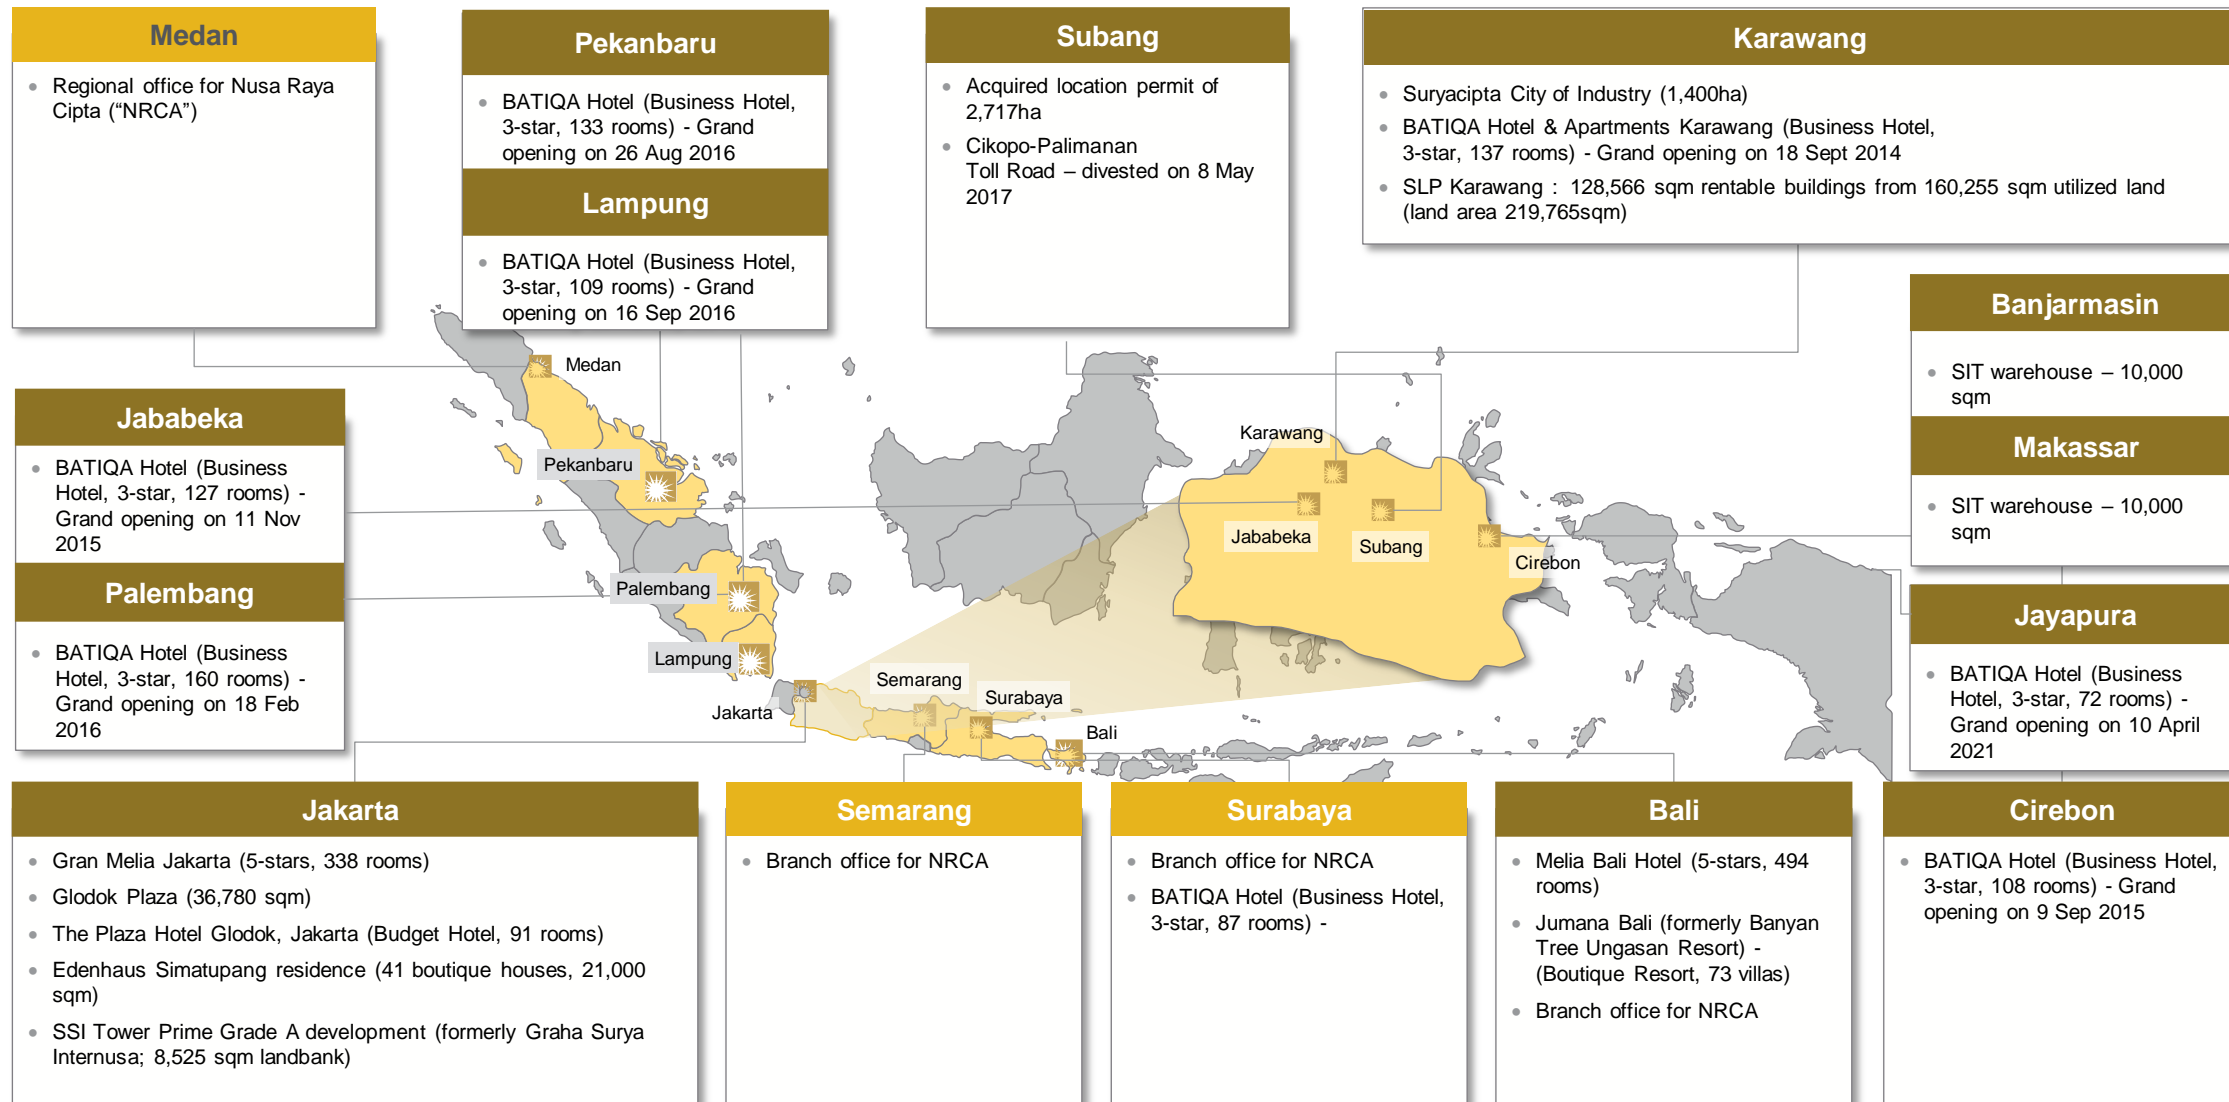 Medan
• Regional office for Nusa Raya
Cipta (“NRCA”)
Pekanbaru
• BATIQA Hotel (Business Hotel,
3-star, 133 rooms) - Grand
opening on 26 Aug 2016
Lampung
• BATIQA Hotel (Business Hotel,
3-star, 109 rooms) - Grand
opening on 16 Sep 2016
Subang
• Acquired location permit of
2,717ha
• Cikopo-Palimanan
Toll Road – divested on 8 May
2017
Karawang
• Suryacipta City of Industry (1,400ha)
• BATIQA Hotel & Apartments Karawang (Business Hotel,
3-star, 137 rooms) - Grand opening on 18 Sept 2014
• SLP Karawang : 128,566 sqm rentable buildings from 160,255 sqm utilized land
(land area 219,765sqm)
Banjarmasin
• SIT warehouse – 10,000
sqm
Makassar
• SIT warehouse – 10,000
sqm
Jababeka
• BATIQA Hotel (Business
Hotel, 3-star, 127 rooms) -
Grand opening on 11 Nov
2015
Palembang
• BATIQA Hotel (Business
Hotel, 3-star, 160 rooms) -
Grand opening on 18 Feb
2016
Medan
Pekanbaru
Palembang
Lampung
Jakarta
Semarang
Surabaya
Bali
Karawang
Jababeka
Subang
Cirebon
Jayapura
• BATIQA Hotel (Business
Hotel, 3-star, 72 rooms) -
Grand opening on 10 April
2021
Jakarta
• Gran Melia Jakarta (5-stars, 338 rooms)
• Glodok Plaza (36,780 sqm)
• The Plaza Hotel Glodok, Jakarta (Budget Hotel, 91 rooms)
• Edenhaus Simatupang residence (41 boutique houses, 21,000
sqm)
• SSI Tower Prime Grade A development (formerly Graha Surya
Internusa; 8,525 sqm landbank)
Semarang
• Branch office for NRCA
Surabaya
• Branch office for NRCA
• BATIQA Hotel (Business Hotel,
3-star, 87 rooms) -
Bali
• Melia Bali Hotel (5-stars, 494
rooms)
• Jumana Bali (formerly Banyan
Tree Ungasan Resort) -
(Boutique Resort, 73 villas)
• Branch office for NRCA
Cirebon
• BATIQA Hotel (Business Hotel,
3-star, 108 rooms) - Grand
opening on 9 Sep 2015